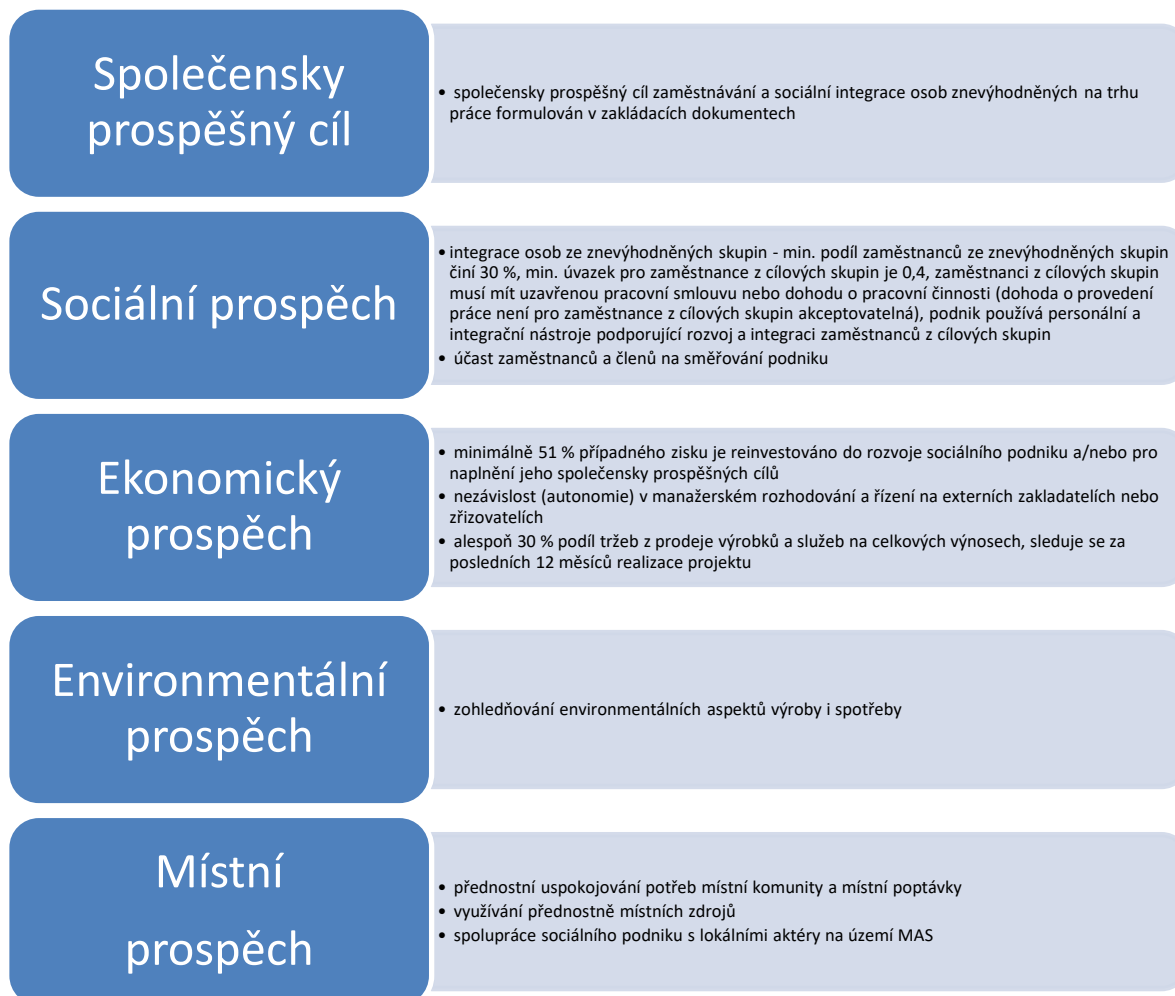 Společensky
prospěšný cíl
• společensky prospěšný cíl zaměstnávání a sociální integrace osob znevýhodněných na trhu
práce formulován v zakládacích dokumentech
Sociální prospěch
• integrace osob ze znevýhodněných skupin - min. podíl zaměstnanců ze znevýhodněných skupin
činí 30 %, min. úvazek pro zaměstnance z cílových skupin je 0,4, zaměstnanci z cílových skupin
musí mít uzavřenou pracovní smlouvu nebo dohodu o pracovní činnosti (dohoda o provedení
práce není pro zaměstnance z cílových skupin akceptovatelná), podnik používá personální a
integrační nástroje podporující rozvoj a integraci zaměstnanců z cílových skupin
• účast zaměstnanců a členů na směřování podniku
Ekonomický
prospěch
• minimálně 51 % případného zisku je reinvestováno do rozvoje sociálního podniku a/nebo pro
naplnění jeho společensky prospěšných cílů
• nezávislost (autonomie) v manažerském rozhodování a řízení na externích zakladatelích nebo
zřizovatelích
• alespoň 30 % podíl tržeb z prodeje výrobků a služeb na celkových výnosech, sleduje se za
posledních 12 měsíců realizace projektu
Environmentální
prospěch
• zohledňování environmentálních aspektů výroby i spotřeby
Místní
prospěch
• přednostní uspokojování potřeb místní komunity a místní poptávky
• využívání přednostně místních zdrojů
• spolupráce sociálního podniku s lokálními aktéry na území MAS